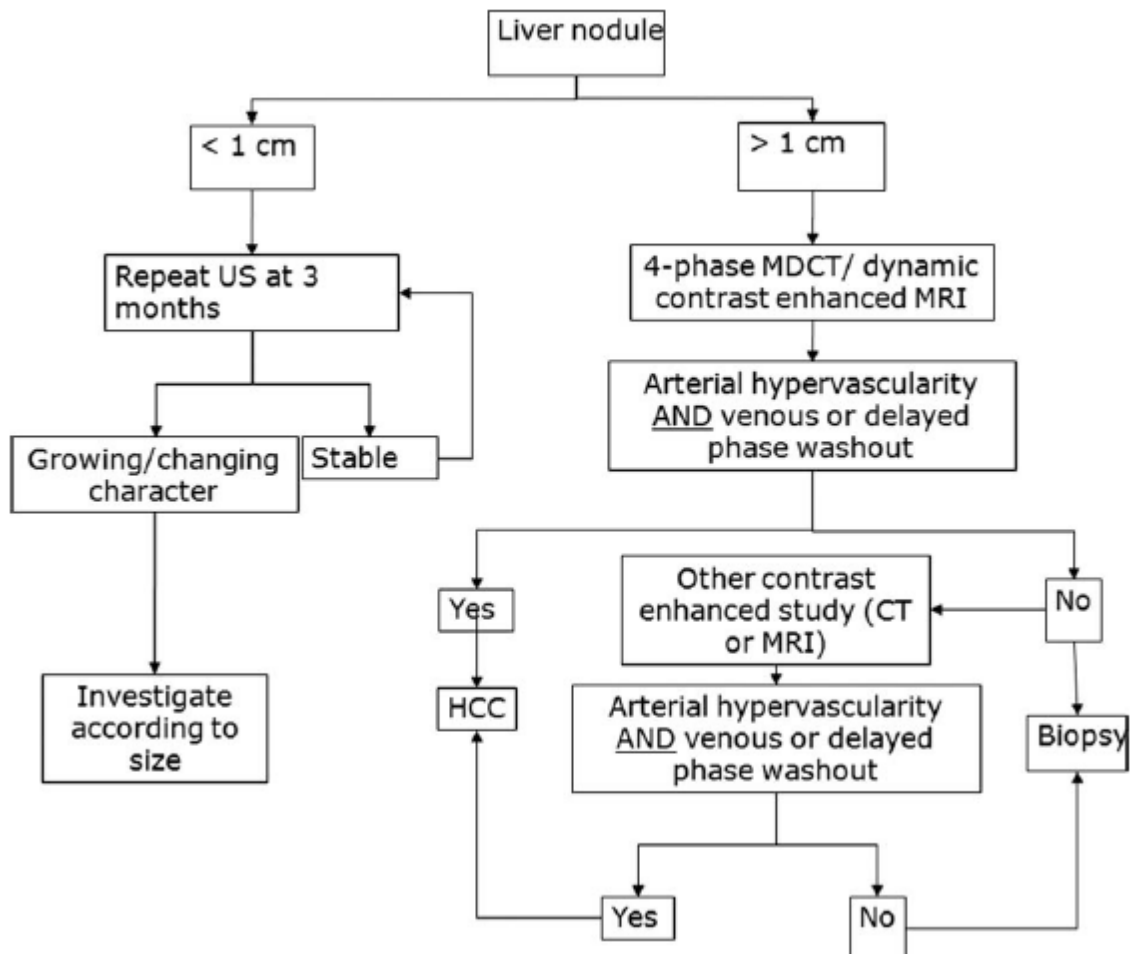 Liver nodule
< 1 cm
> 1 cm
Repeat US at 3
months
4-phase MDCT/ dynamic
contrast enhanced MRI
Arterial hypervascularity
AND venous or delayed
phase washout
Growing/changing
character
Stable
Yes
Other contrast
enhanced study (CT
or MRI)
No
Investigate
according to
size
HCC
Arterial hypervascularity
AND venous or delayed
phase washout
Biopsy
Yes
No